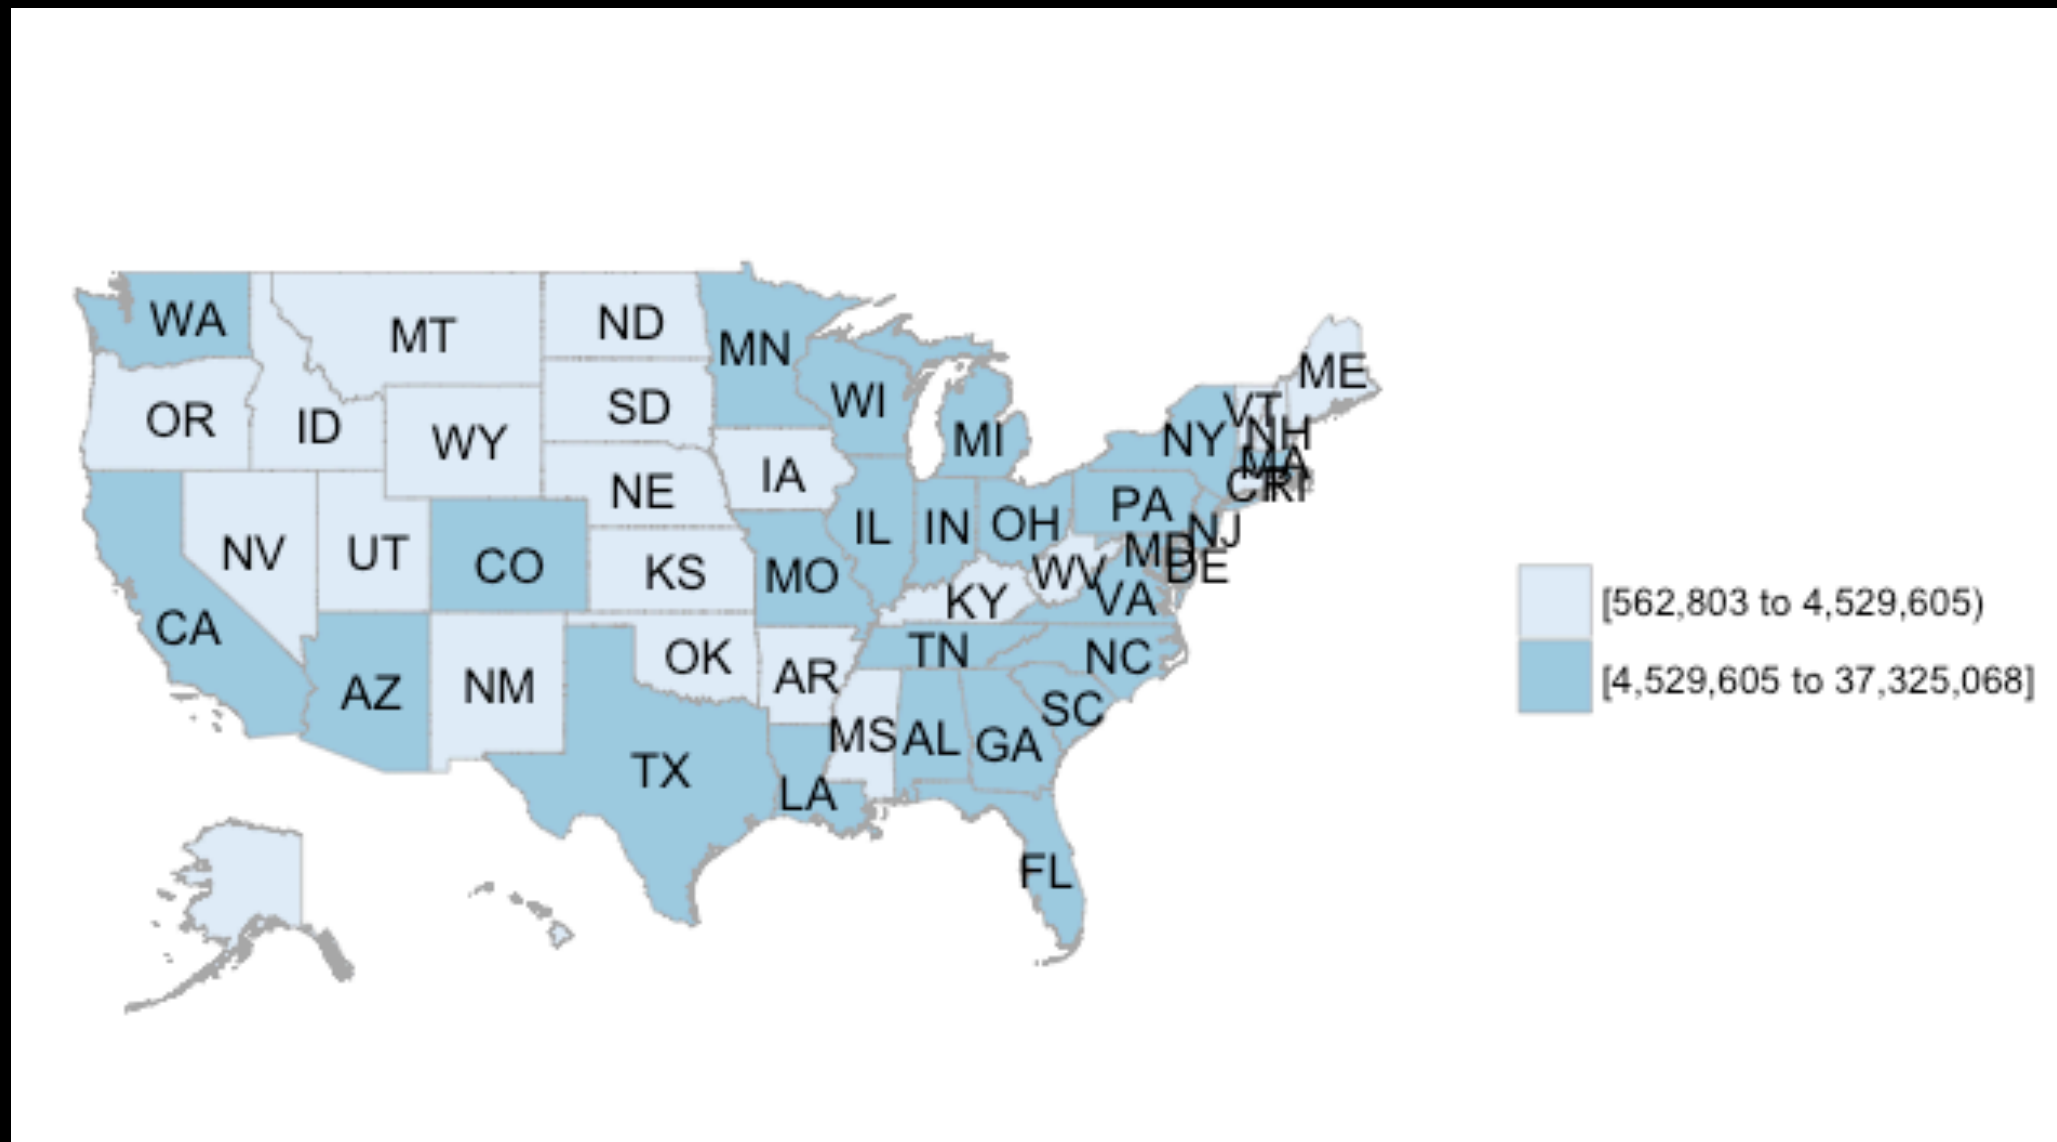 WA
MT
ND
MN
OR
ID
WY
SD
WI
MI
ME
VT
NH
NY
MA
CT
RI
NE
IA
NV
UT
CO
KS
MO
IL
IN
OH
PA
NJ
MD
DE
WV
VA
KY
CA
AZ
NM
OK
AR
TN
NC
SC
TX
LA
MS
AL
GA
FL
[562,803 to 4,529,605)
[4,529,605 to 37,325,068]